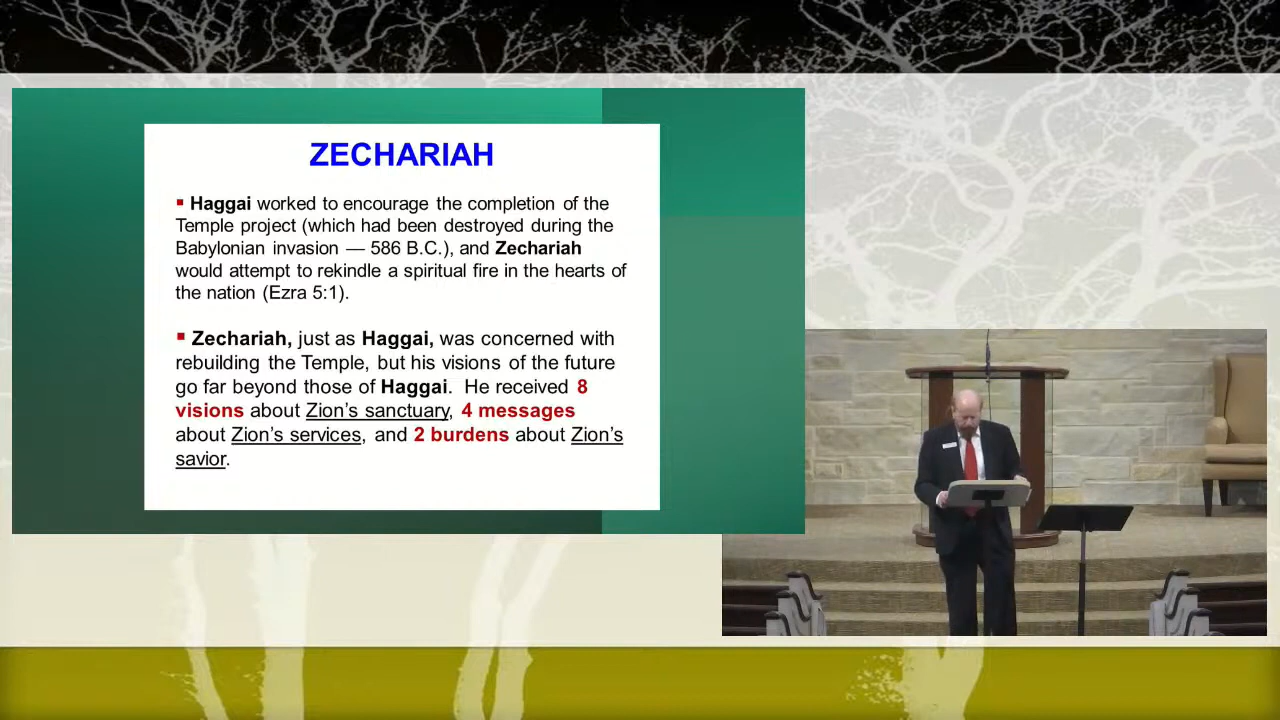 ZECHARIAH
▪ Haggai worked to encourage the completion of the
Temple project (which had been destroyed during the
Babylonian invasion — 586 B.C.), and Zechariah
would attempt to rekindle a spiritual fire in the hearts of
the nation (Ezra 5:1).
▪ Zechariah, just as Haggai, was concerned with
rebuilding the Temple, but his visions of the future
go far beyond those of Haggai. He received 8
visions about Zion’s sanctuary, 4 messages
about Zion’s services, and 2 burdens about Zion’s
savior.